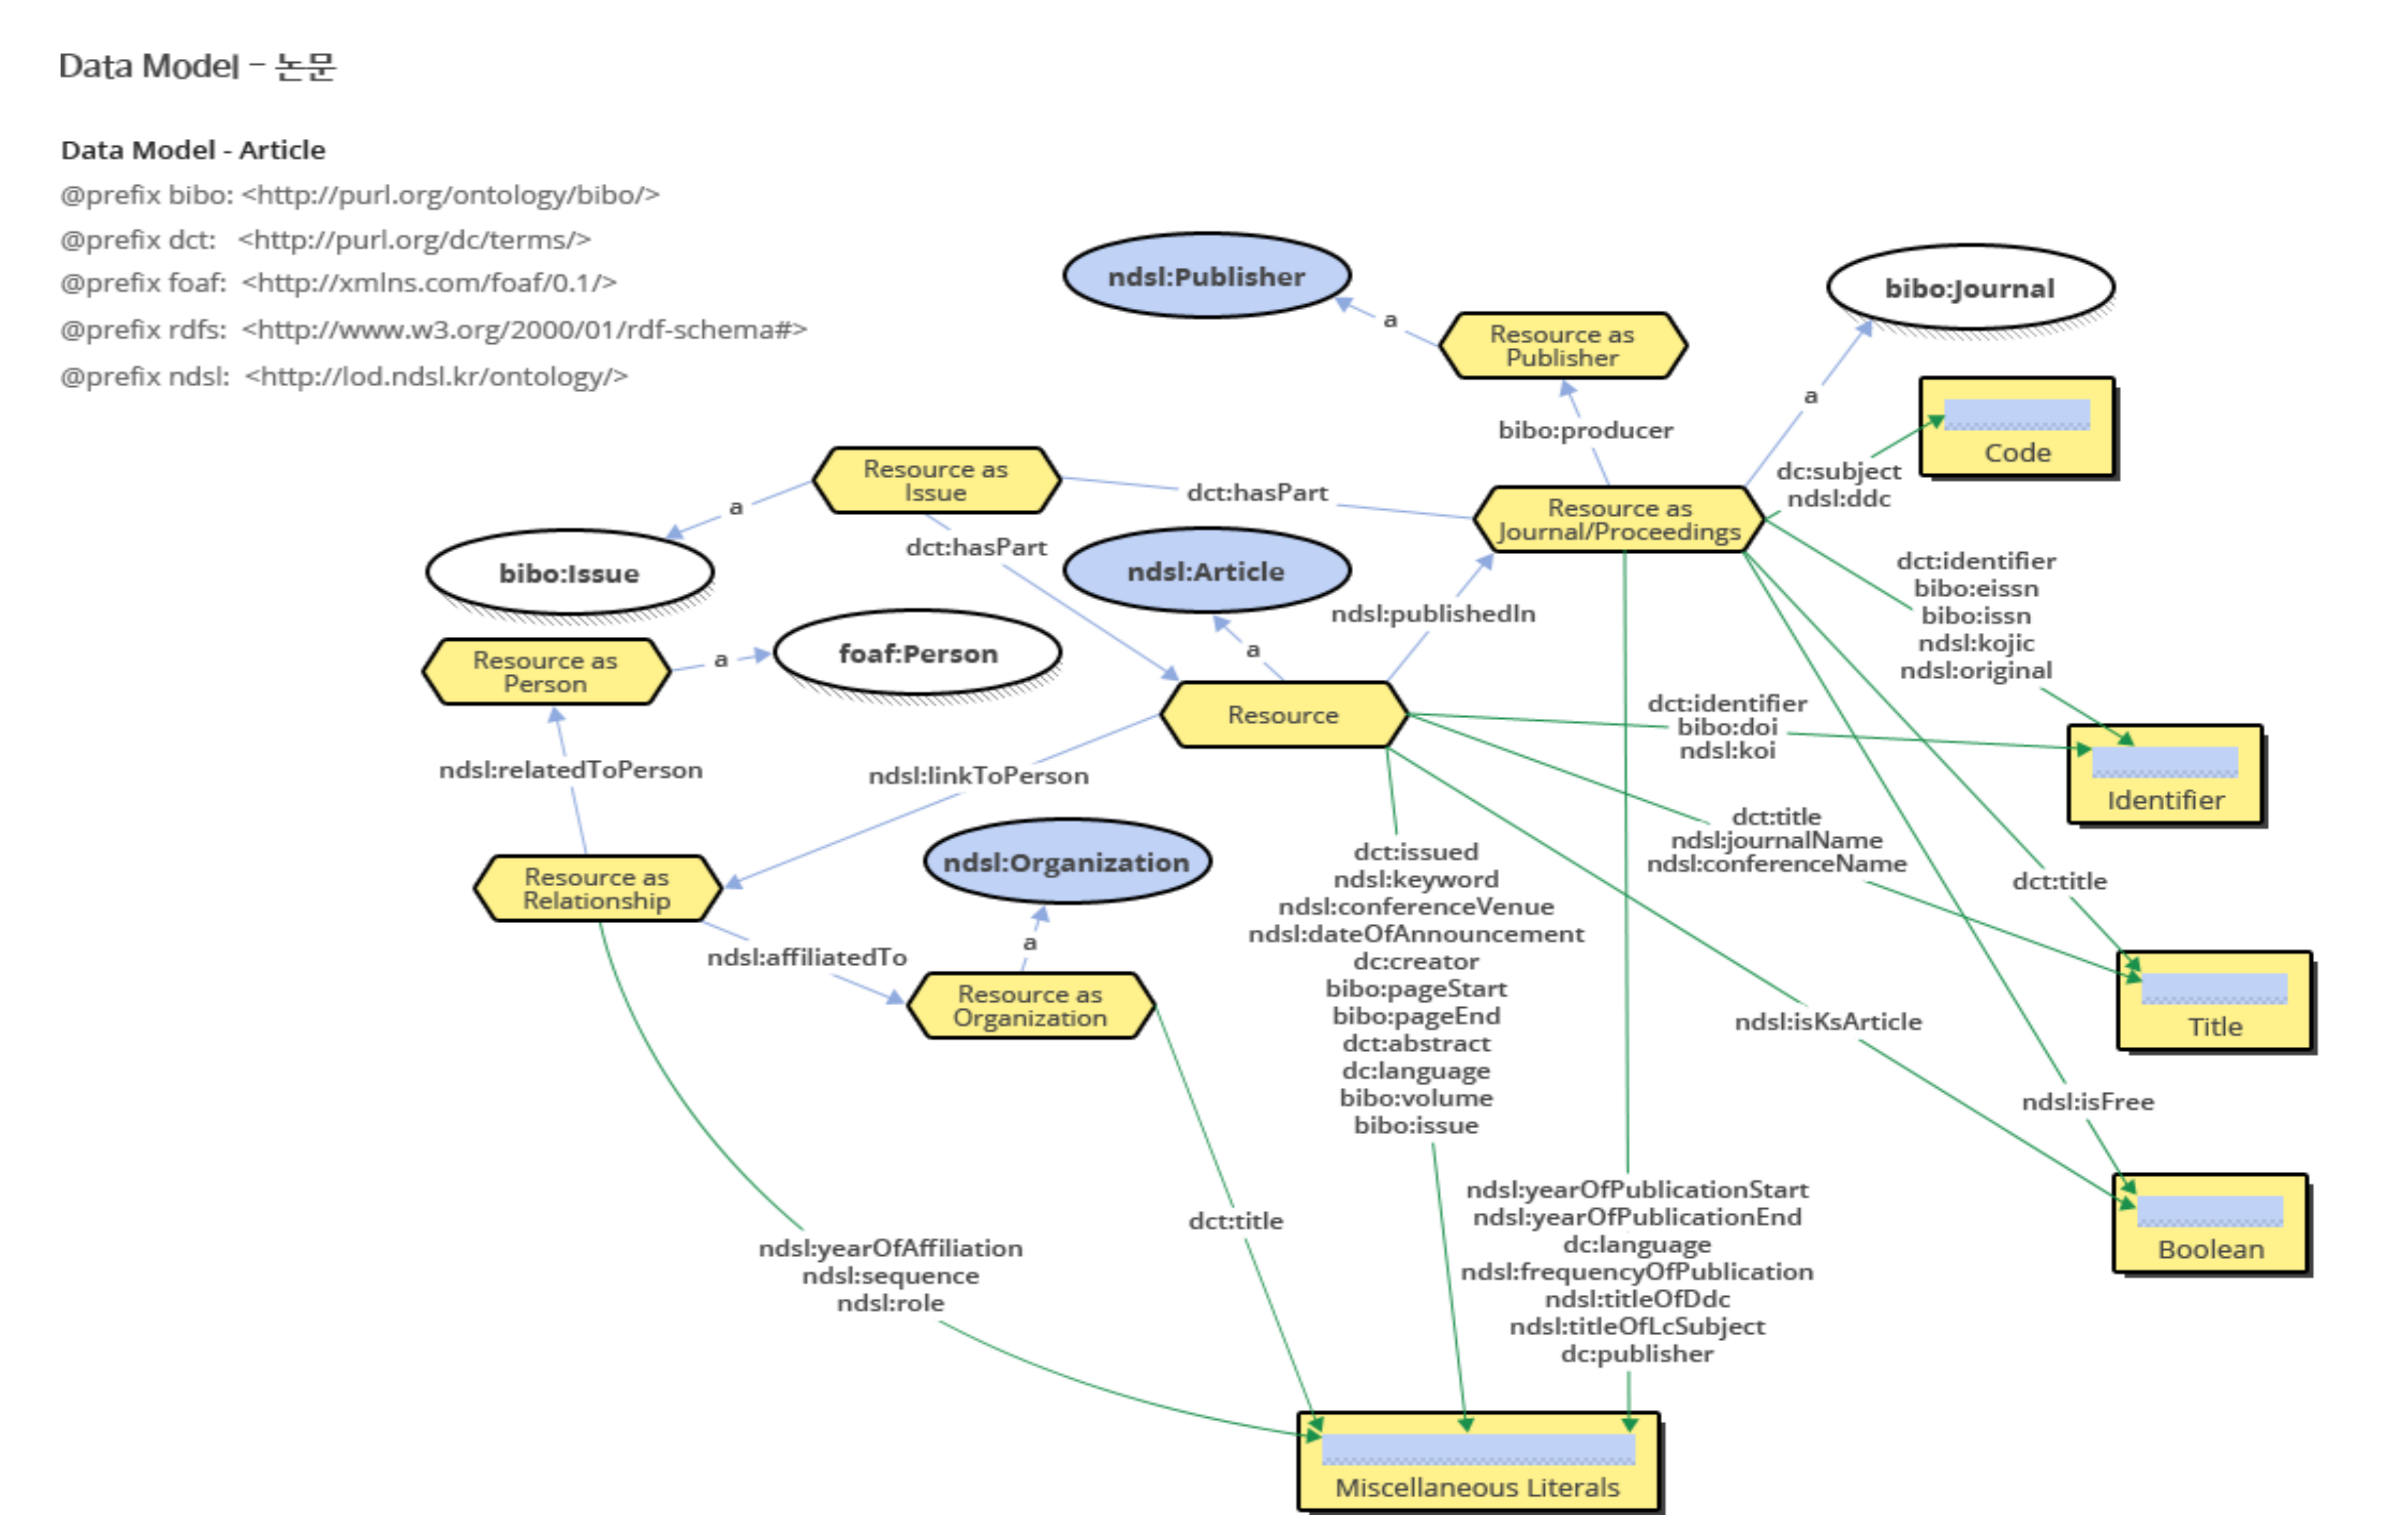 Data Model – 논문
Data Model - Article
@prefix bibo: <http://purl.org/ontology/bibo/>
@prefix dct: <http://purl.org/dc/terms/>
@prefix foaf: <http://xmlns.com/foaf/0.1/>
@prefix rdfs: <http://www.w3.org/2000/01/rdf-schema#>
@prefix ndsl: <http://lod.ndsl.kr/ontology/>
ndsl:Publisher
bibo:Journal
a
Resource as
Publisher
a
bibo:producer
Code
dc:subject
ndsl:ddc
Resource as
Issue
dct:hasPart
Resource as
Journal/Proceedings
a
dct:hasPart
bibo:Issue
ndsl:Article
dct:identifier
bibo:eissn
bibo:issn
ndsl:kojic
ndsl:original
ndsl:publishedIn
Resource as
Person
a
foaf:Person
a
Resource
dct:identifier
bibo:doi
ndsl:koi
Identifier
ndsl:relatedToPerson
ndsl:linkToPerson
dct:title
ndsl:journalName
ndsl:conferenceName
dct:title
Resource as
Relationship
ndsl:Organization
a
ndsl:affiliatedTo
Resource as
Organization
dct:issued
ndsl:keyword
ndsl:conferenceVenue
ndsl:dateOfAnnouncement
dc:creator
bibo:pageStart
bibo:pageEnd
dct:abstract
dc:language
bibo:volume
bibo:issue
ndsl:isKsArticle
Title
ndsl:isFree
Boolean
dct:title
ndsl:yearOfAffiliation
ndsl:sequence
ndsl:role
ndsl:yearOfPublicationStart
ndsl:yearOfPublicationEnd
dc:language
ndsl:frequencyOfPublication
ndsl:titleOfDdc
ndsl:titleOfLcSubject
dc:publisher
Miscellaneous Literals